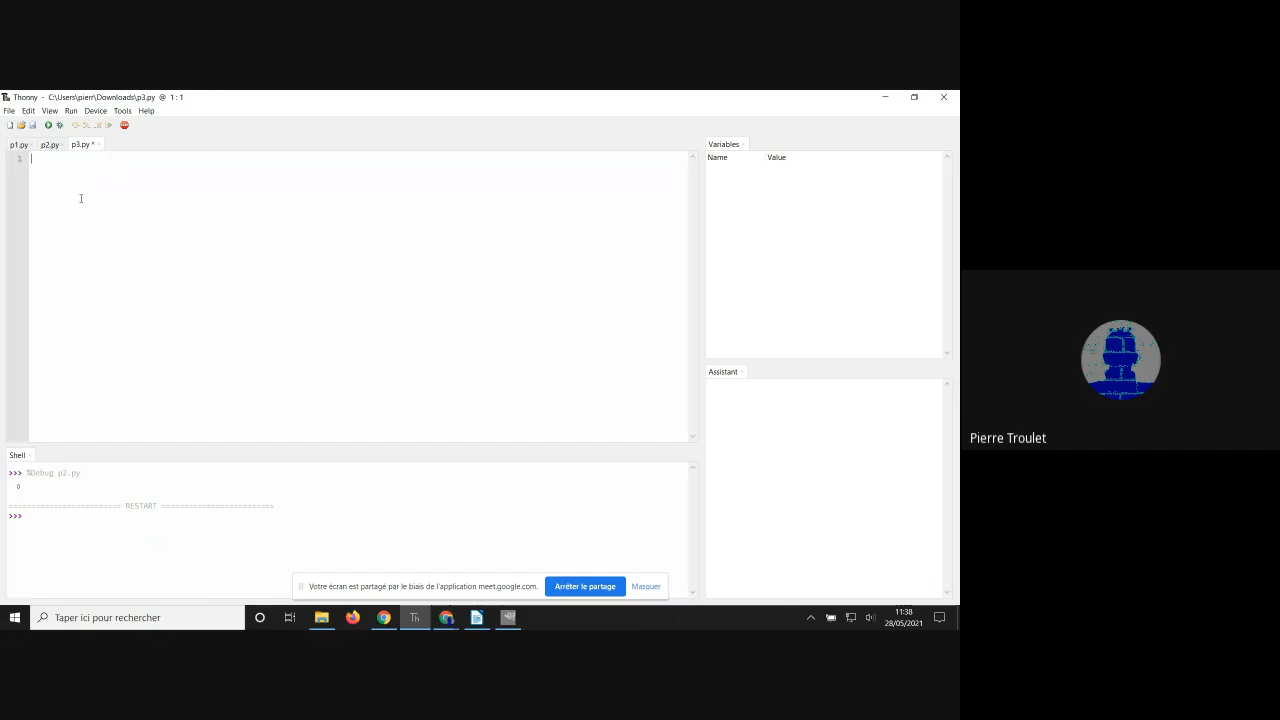 Thonny - C:\Users\pierr\Downloads\p3.py @ 1 : 1
File Edit View Run Device Tools Help
p1.py p2.py p3.py *
1
Variables
Name Value
Assistant
Shell
>>> %Debug p2.py
0
========================= RESTART =========================
>>>
Votre écran est partagé par le biais de l'application meet.google.com.
Arrêter le partage
Masquer
Taper ici pour rechercher
Th
11:38
28/05/2021
Pierre Troulet